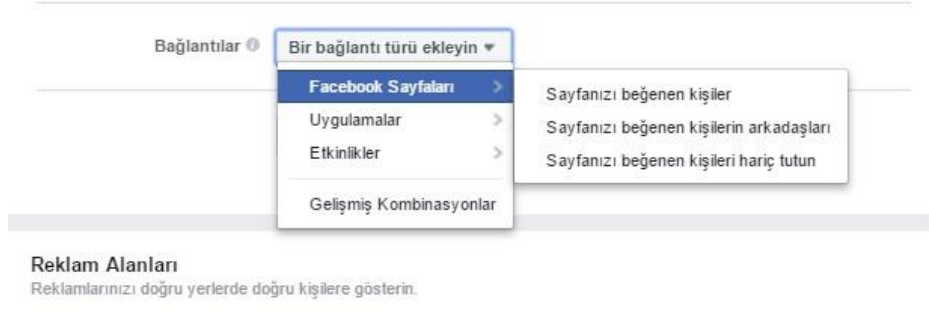 Bağlantılar
Bir bağlantı türü ekleyin
Facebook Sayfaları
Uygulamalar
Etkinlikler
Gelişmiş Kombinasyonlar
Sayfanızı beğenen kişiler
Sayfanızı beğenen kişilerin arkadaşları
Sayfanızı beğenen kişileri hariç tutun
Reklam Alanları
Reklamlarınızı doğru yerlerde doğru kişilere gösterin.